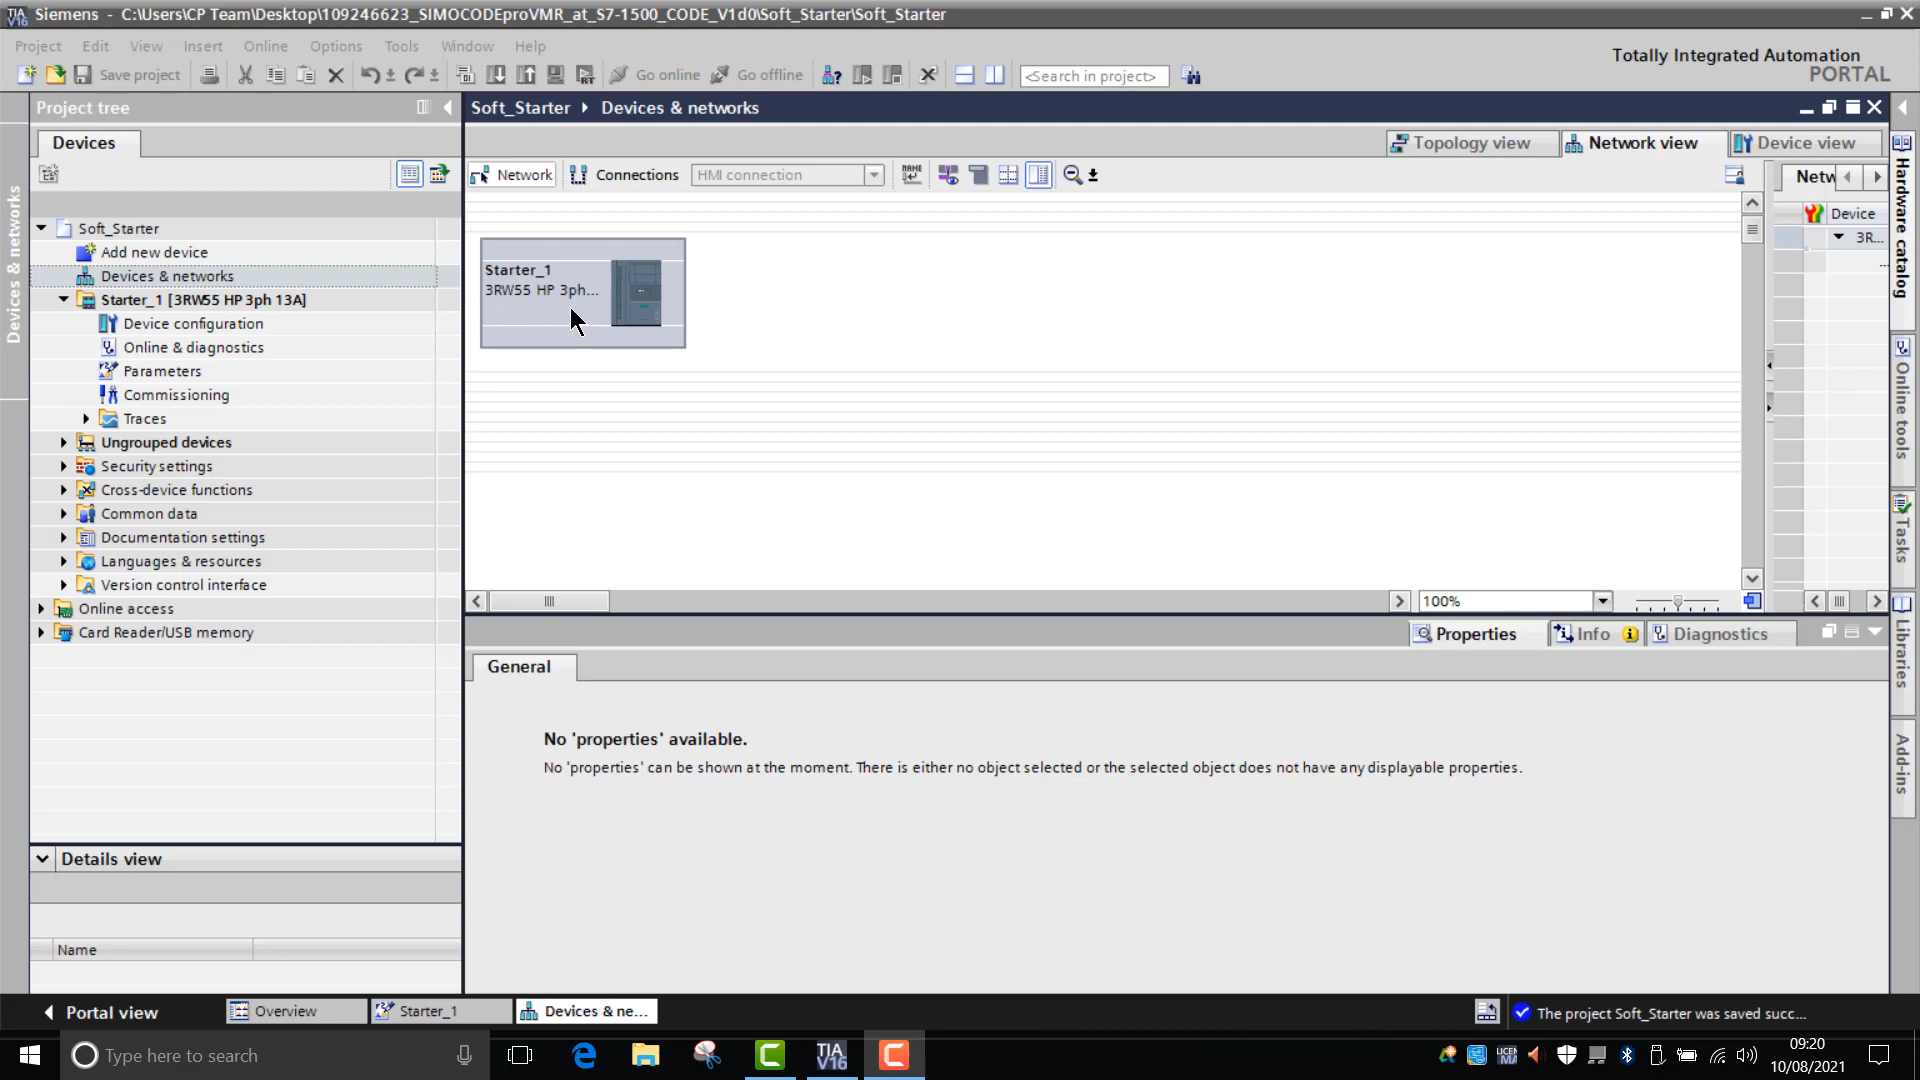 Siemens - C:\Users\CP Team\Desktop\109246623_SIMOCODEproVMR_at_S7-1500_CODE_V1d0\Soft_Starter\Soft_Starter
Project Edit View Insert Online Options Tools Window Help
Totally Integrated Automation
PORTAL
Save project
Go online
Go offline
<Search in project>
Project tree
Soft_Starter
Devices & networks
Devices
Topology view
Network view
Device view
Network
Connections
HMI connection
Netw
Device
3R...
...
Devices & networks
Soft_Starter
Add new device
Devices & networks
Starter_1 [3RW55 HP 3ph 13A]
Device configuration
Online & diagnostics
Parameters
Commissioning
Traces
Ungrouped devices
Security settings
Cross-device functions
Common data
Documentation settings
Languages & resources
Version control interface
Online access
Card Reader/USB memory
Starter_1
3RW55 HP 3ph...
100%
Hardware catalog
Online tools
Tasks
Libraries
Add-ins
Properties
Info
Diagnostics
General
No 'properties' available.
No 'properties' can be shown at the moment. There is either no object selected or the selected object does not have any displayable properties.
Details view
Name
Portal view
Overview
Starter_1
Devices & ne...
The project Soft_Starter was saved succ...
Type here to search
TIA
V16
09:20
10/08/2021